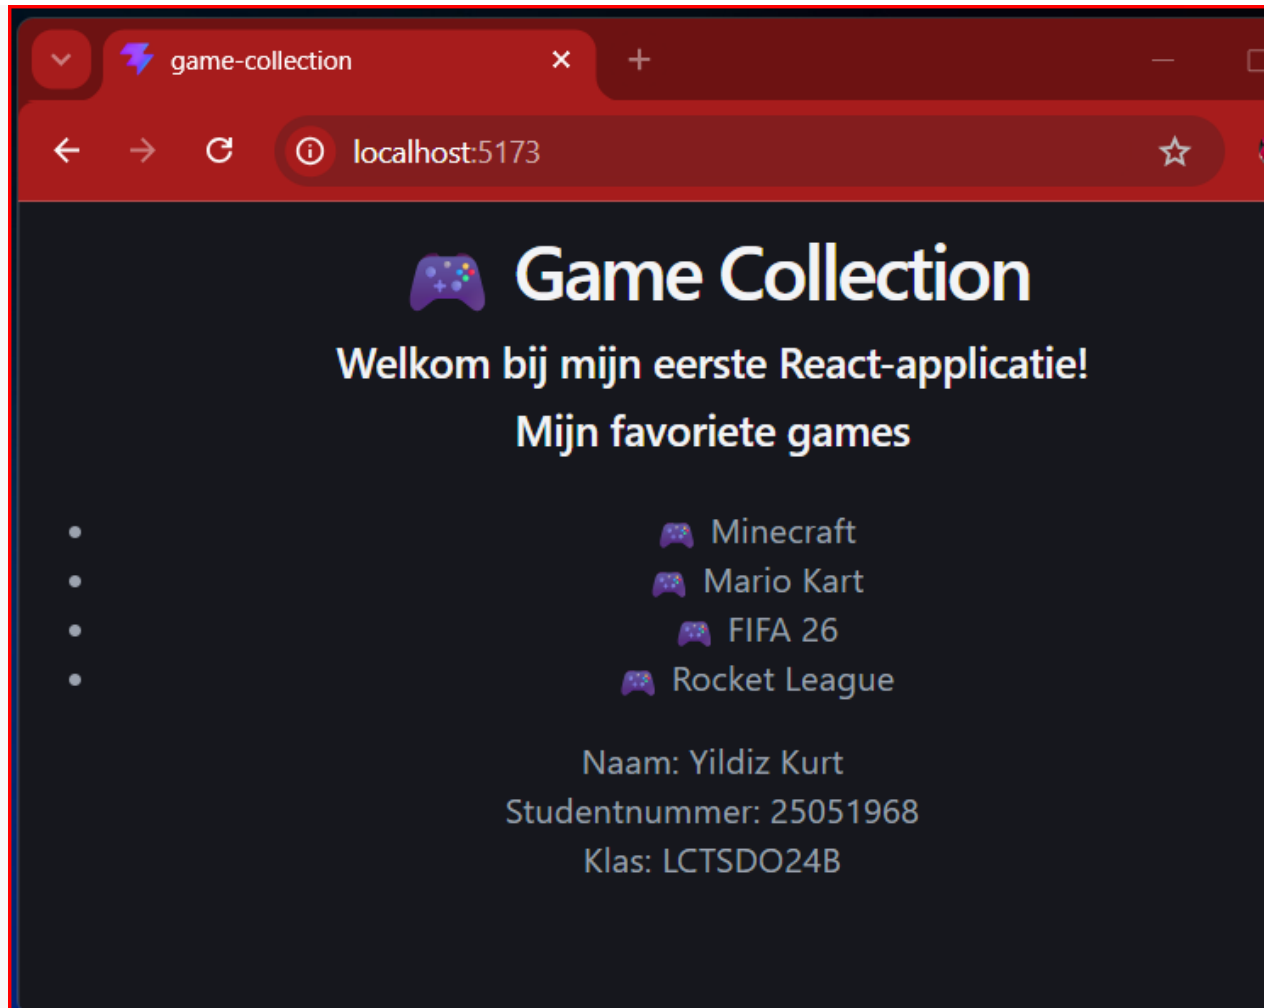 game-collection
localhost:5173
🎮 Game Collection
Welkom bij mijn eerste React-applicatie!
Mijn favoriete games
• 🎮 Minecraft
• 🎮 Mario Kart
• 🎮 FIFA 26
• 🎮 Rocket League
Naam: Yildiz Kurt
Studentnummer: 25051968
Klas: LCTSDO24B